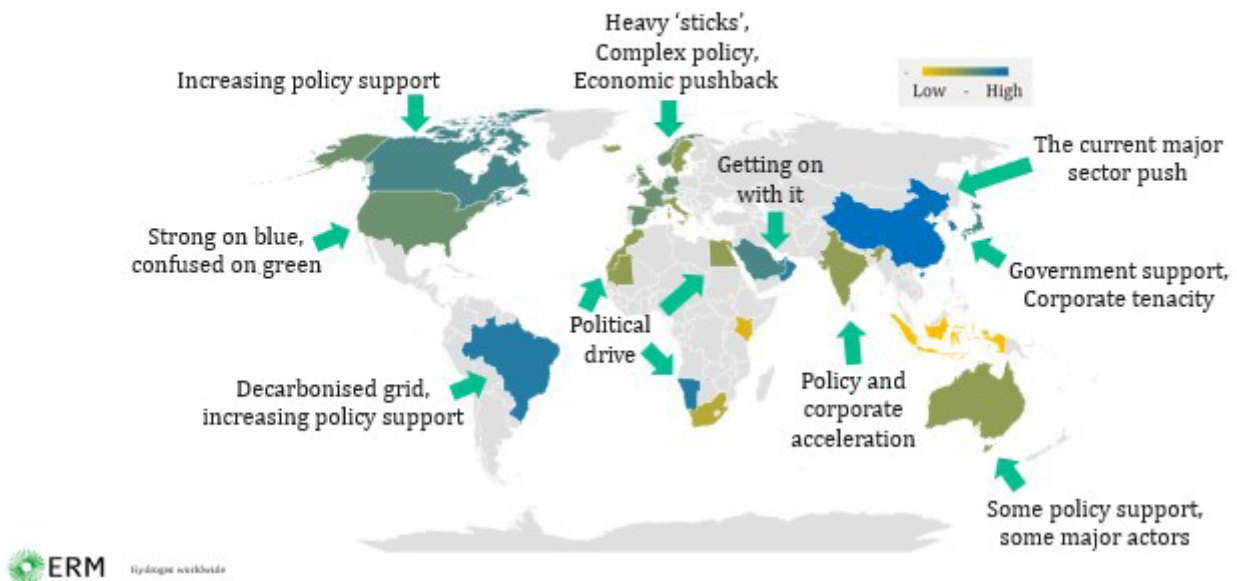 Heavy ‘sticks’,
Complex policy,
Economic pushback
Increasing policy support
Low - High
The current major
sector push
Getting on
with it
Strong on blue,
confused on green
Government support,
Corporate tenacity
Political
drive
Decarbonised grid,
increasing policy support
Policy and
corporate
acceleration
Some policy support,
some major actors
ERM
Hydrogen worldwide